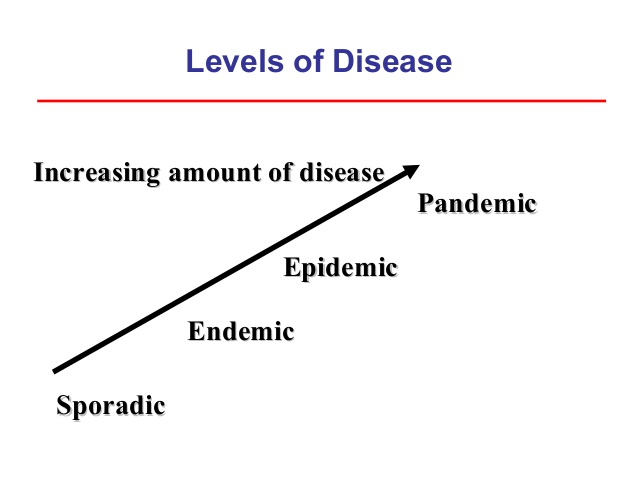 Levels of Disease
Increasing amount of disease
Pandemic
Epidemic
Endemic
Sporadic